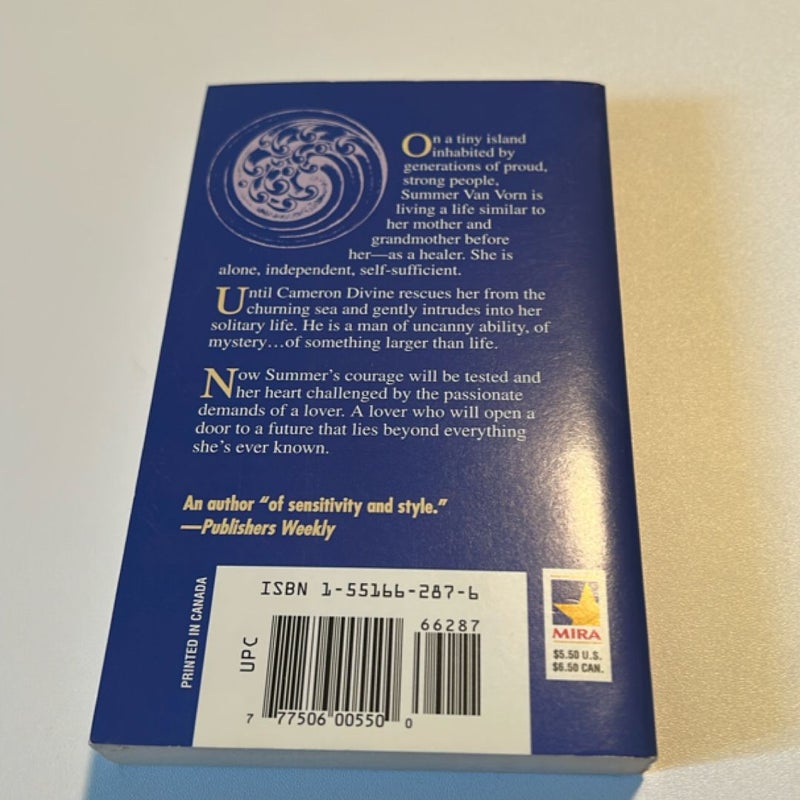 On a tiny island
inhabited by
generations of proud,
strong people,
Summer Van Vorn is
living a life similar to
her mother and
grandmother before
her—as a healer. She is
alone, independent, self-sufficient.
Until Cameron Divine rescues her from the
churning sea and gently intrudes into her
solitary life. He is a man of uncanny ability, of
mystery...of something larger than life.
Now Summer's courage will be tested and
her heart challenged by the passionate
demands of a lover. A lover who will open a
door to a future that lies beyond everything
she's ever known.
An author "of sensitivity and style."
—Publishers Weekly
PRINTED IN CANADA
ISBN 1-55166-287-6
66287
UPC
7 77506 00550 0
MIRA
$5.50 U.S.
$6.50 CAN.